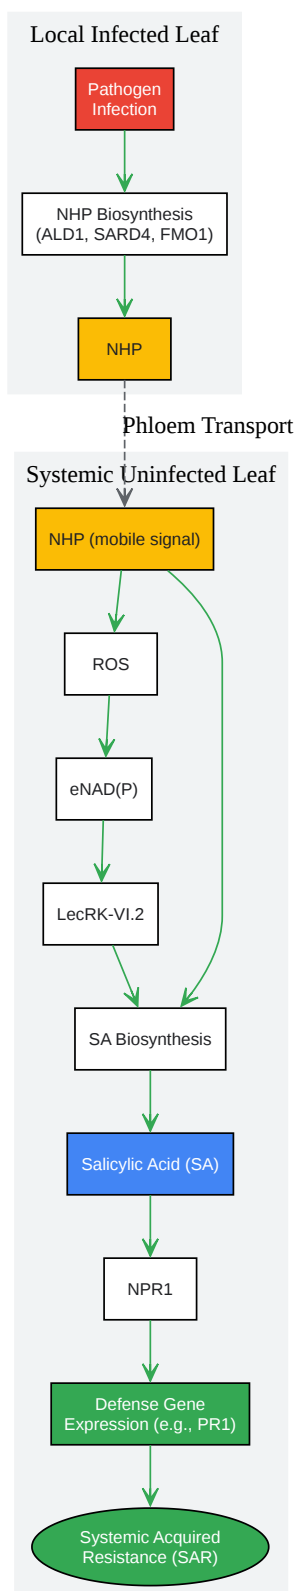 Local Infected Leaf
Pathogen
Infection
NHP Biosynthesis
(ALD1, SARD4, FMO1)
NHP
Phloem Transport
Systemic Uninfected Leaf
NHP (mobile signal)
ROS
eNAD(P)
LecRK-VI.2
SA Biosynthesis
Salicylic Acid (SA)
NPR1
Defense Gene
Expression (e.g., PR1)
Systemic Acquired
Resistance (SAR)